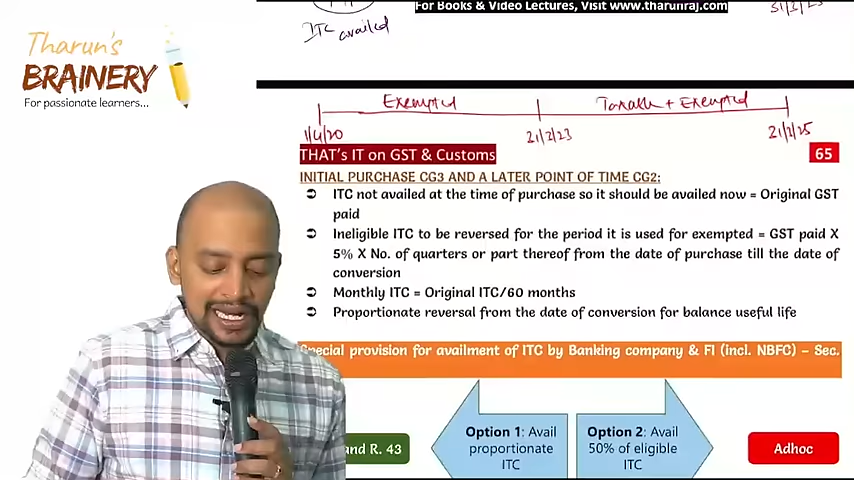 For Books & Video Lectures, Visit www.tharunraj.com
ITC availed
Tharun's
BRAINERY
For passionate learners...
Exempted
Taxable + Exempted
1/4/20
31/3/23
THAT's IT on GST & Customs
65
INITIAL PURCHASE CG3 AND A LATER POINT OF TIME CG2:
ITC not availed at the time of purchase so it should be availed now = Original GST
paid
Ineligible ITC to be reversed for the period it is used for exempted = GST paid X
5% X No. of quarters or part thereof from the date of purchase till the date of
conversion
Monthly ITC = Original ITC/60 months
Proportionate reversal from the date of conversion for balance useful life
Special provision for availment of ITC by Banking company & FI (incl. NBFC) – Sec.
and R. 43
Option 1: Avail
proportionate
ITC
Option 2: Avail
50% of eligible
ITC
Adhoc